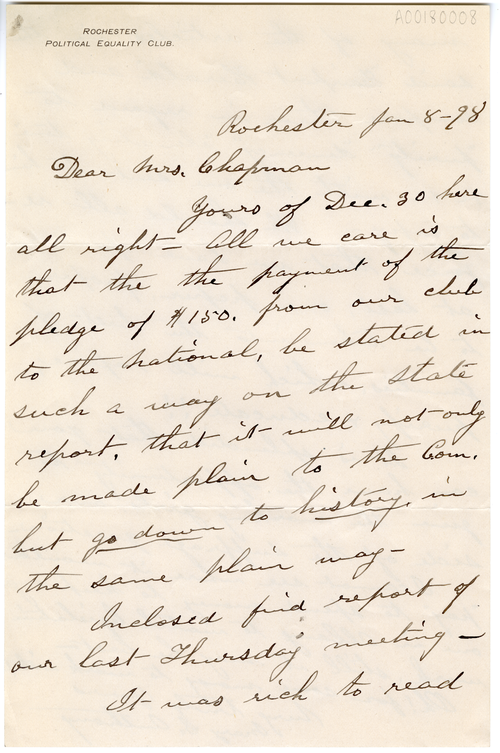 A00180008
ROCHESTER
POLITICAL EQUALITY CLUB.
Rochester Jan 8-98
Dear Mrs. Chapman
Yours of Dec. 30 here
all right- All we care is
that the the payment of the
pledge of $150. from our club
to the national, be stated in
such a way on the state
report, that it will not only
be made plain to the Com.
but go down to history, in
the same plain way-
Inclosed find report of
our last Thursday meeting-
It was rich to read